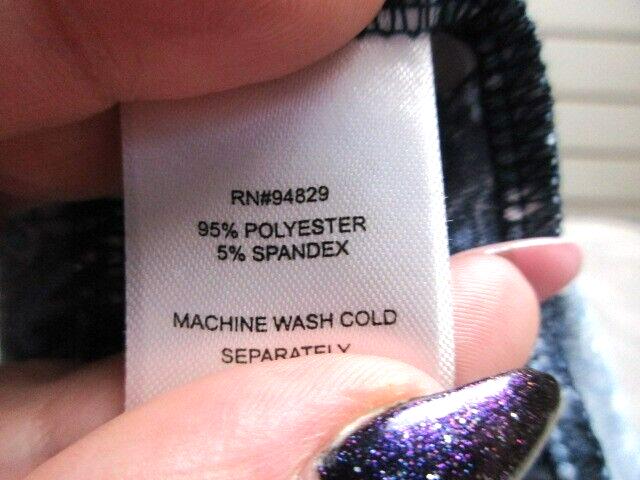 RN#94829
95% POLYESTER
5% SPANDEX
MACHINE WASH COLD
SEPARATELY